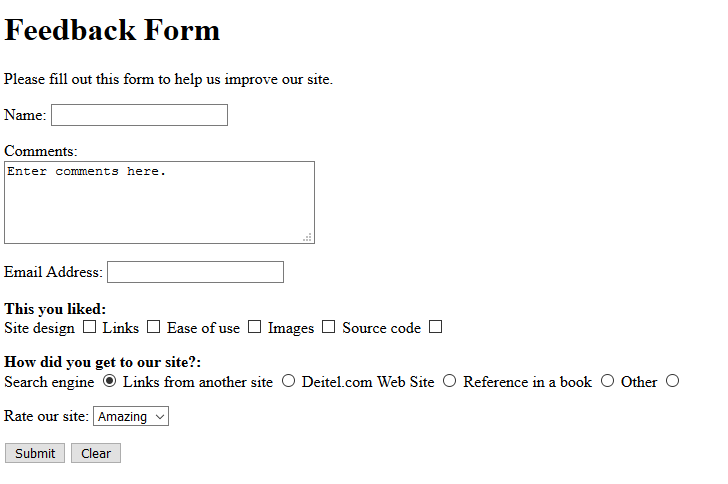 Feedback Form
Please fill out this form to help us improve our site.
Name:
Comments:
Enter comments here.
Email Address:
This you liked:
Site design Links Ease of use Images Source code
How did you get to our site?:
Search engine Links from another site Deitel.com Web Site Reference in a book Other
Rate our site: Amazing
Submit Clear